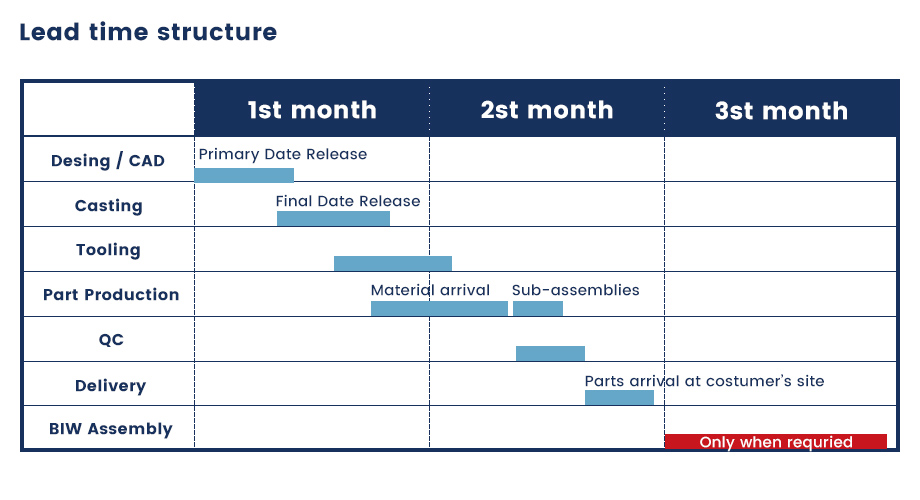 Lead time structure
1st month
2st month
3st month
Desing / CAD
Primary Date Release
Casting
Final Date Release
Tooling
Part Production
Material arrival
Sub-assemblies
QC
Delivery
Parts arrival at costumer's site
BIW Assembly
Only when requried